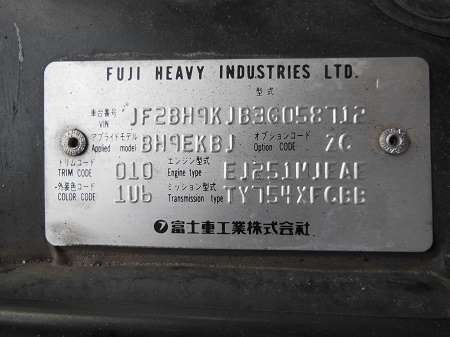 FUJI HEAVY INDUSTRIES LTD.
型式
車台番号 VIN JF2BH9KJB3G058712
アプライドモデル Applied model BH9EKBJ オプションコード Option code ZC
トリムコード TRIM CODE 010 エンジン型式 Engine type EJ251WJEAE
外装色コード COLOR CODE 1U6 ミッション型式 Transmission type TY754XFCBB
富士重工業株式会社